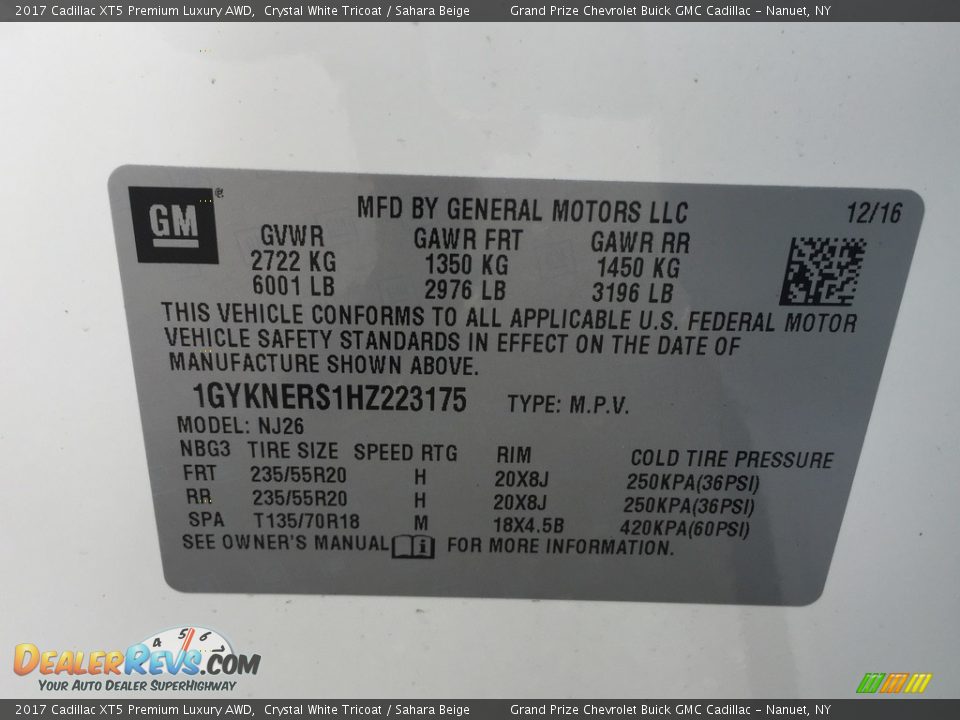 2017 Cadillac XT5 Premium Luxury AWD, Crystal White Tricoat / Sahara Beige Grand Prize Chevrolet Buick GMC Cadillac - Nanuet, NY
GM®
MFD BY GENERAL MOTORS LLC 12/16
GVWR GAWR FRT GAWR RR
2722 KG 1350 KG 1450 KG
6001 LB 2976 LB 3196 LB
THIS VEHICLE CONFORMS TO ALL APPLICABLE U.S. FEDERAL MOTOR
VEHICLE SAFETY STANDARDS IN EFFECT ON THE DATE OF
MANUFACTURE SHOWN ABOVE.
1GYKNERS1HZ223175 TYPE: M.P.V.
MODEL: NJ26
NBG3 TIRE SIZE SPEED RTG RIM COLD TIRE PRESSURE
FRT 235/55R20 H 20X8J 250KPA(36PSI)
RR 235/55R20 H 20X8J 250KPA(36PSI)
SPA T135/70R18 M 18X4.5B 420KPA(60PSI)
SEE OWNER'S MANUAL i FOR MORE INFORMATION.
4 5 6 7
DEALERREVS.COM
YOUR AUTO DEALER SUPERHIGHWAY
2017 Cadillac XT5 Premium Luxury AWD, Crystal White Tricoat / Sahara Beige Grand Prize Chevrolet Buick GMC Cadillac - Nanuet, NY